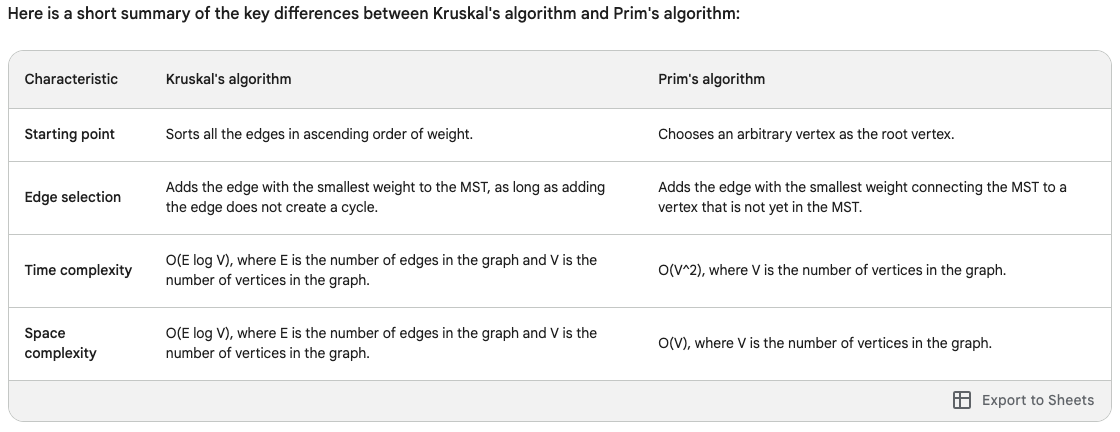 Here is a short summary of the key differences between Kruskal's algorithm and Prim's algorithm:
Characteristic Kruskal's algorithm Prim's algorithm
Starting point Sorts all the edges in ascending order of weight. Chooses an arbitrary vertex as the root vertex.
Edge selection
Adds the edge with the smallest weight to the MST, as long as adding
the edge does not create a cycle.
Adds the edge with the smallest weight connecting the MST to a
vertex that is not yet in the MST.
Time complexity
O(E log V), where E is the number of edges in the graph and V is the
number of vertices in the graph.
O(V^2), where V is the number of vertices in the graph.
Space
complexity
O(E log V), where E is the number of edges in the graph and V is the
number of vertices in the graph.
O(V), where V is the number of vertices in the graph.
Export to Sheets